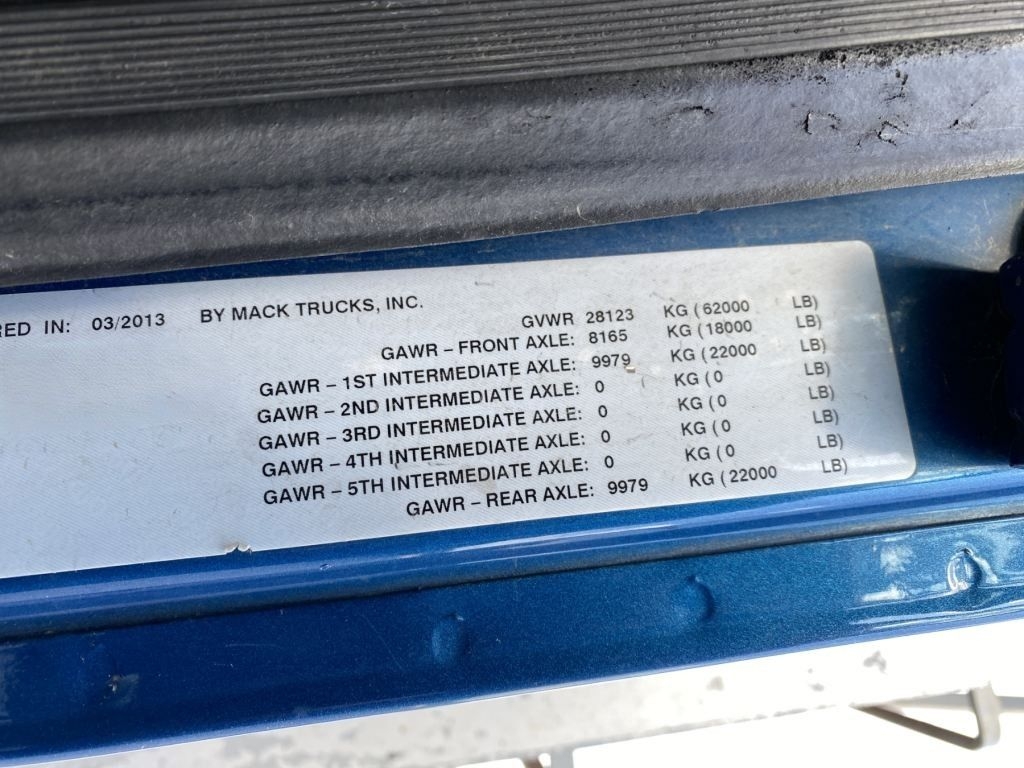 RED IN: 03/2013 BY MACK TRUCKS, INC.
GVWR 28123 KG (62000 LB)
GAWR – FRONT AXLE: 8165 KG (18000 LB)
GAWR – 1ST INTERMEDIATE AXLE: 9979 KG (22000 LB)
GAWR – 2ND INTERMEDIATE AXLE: 0 KG (0 LB)
GAWR – 3RD INTERMEDIATE AXLE: 0 KG (0 LB)
GAWR – 4TH INTERMEDIATE AXLE: 0 KG (0 LB)
GAWR – 5TH INTERMEDIATE AXLE: 0 KG (0 LB)
GAWR – REAR AXLE: 9979 KG (22000 LB)